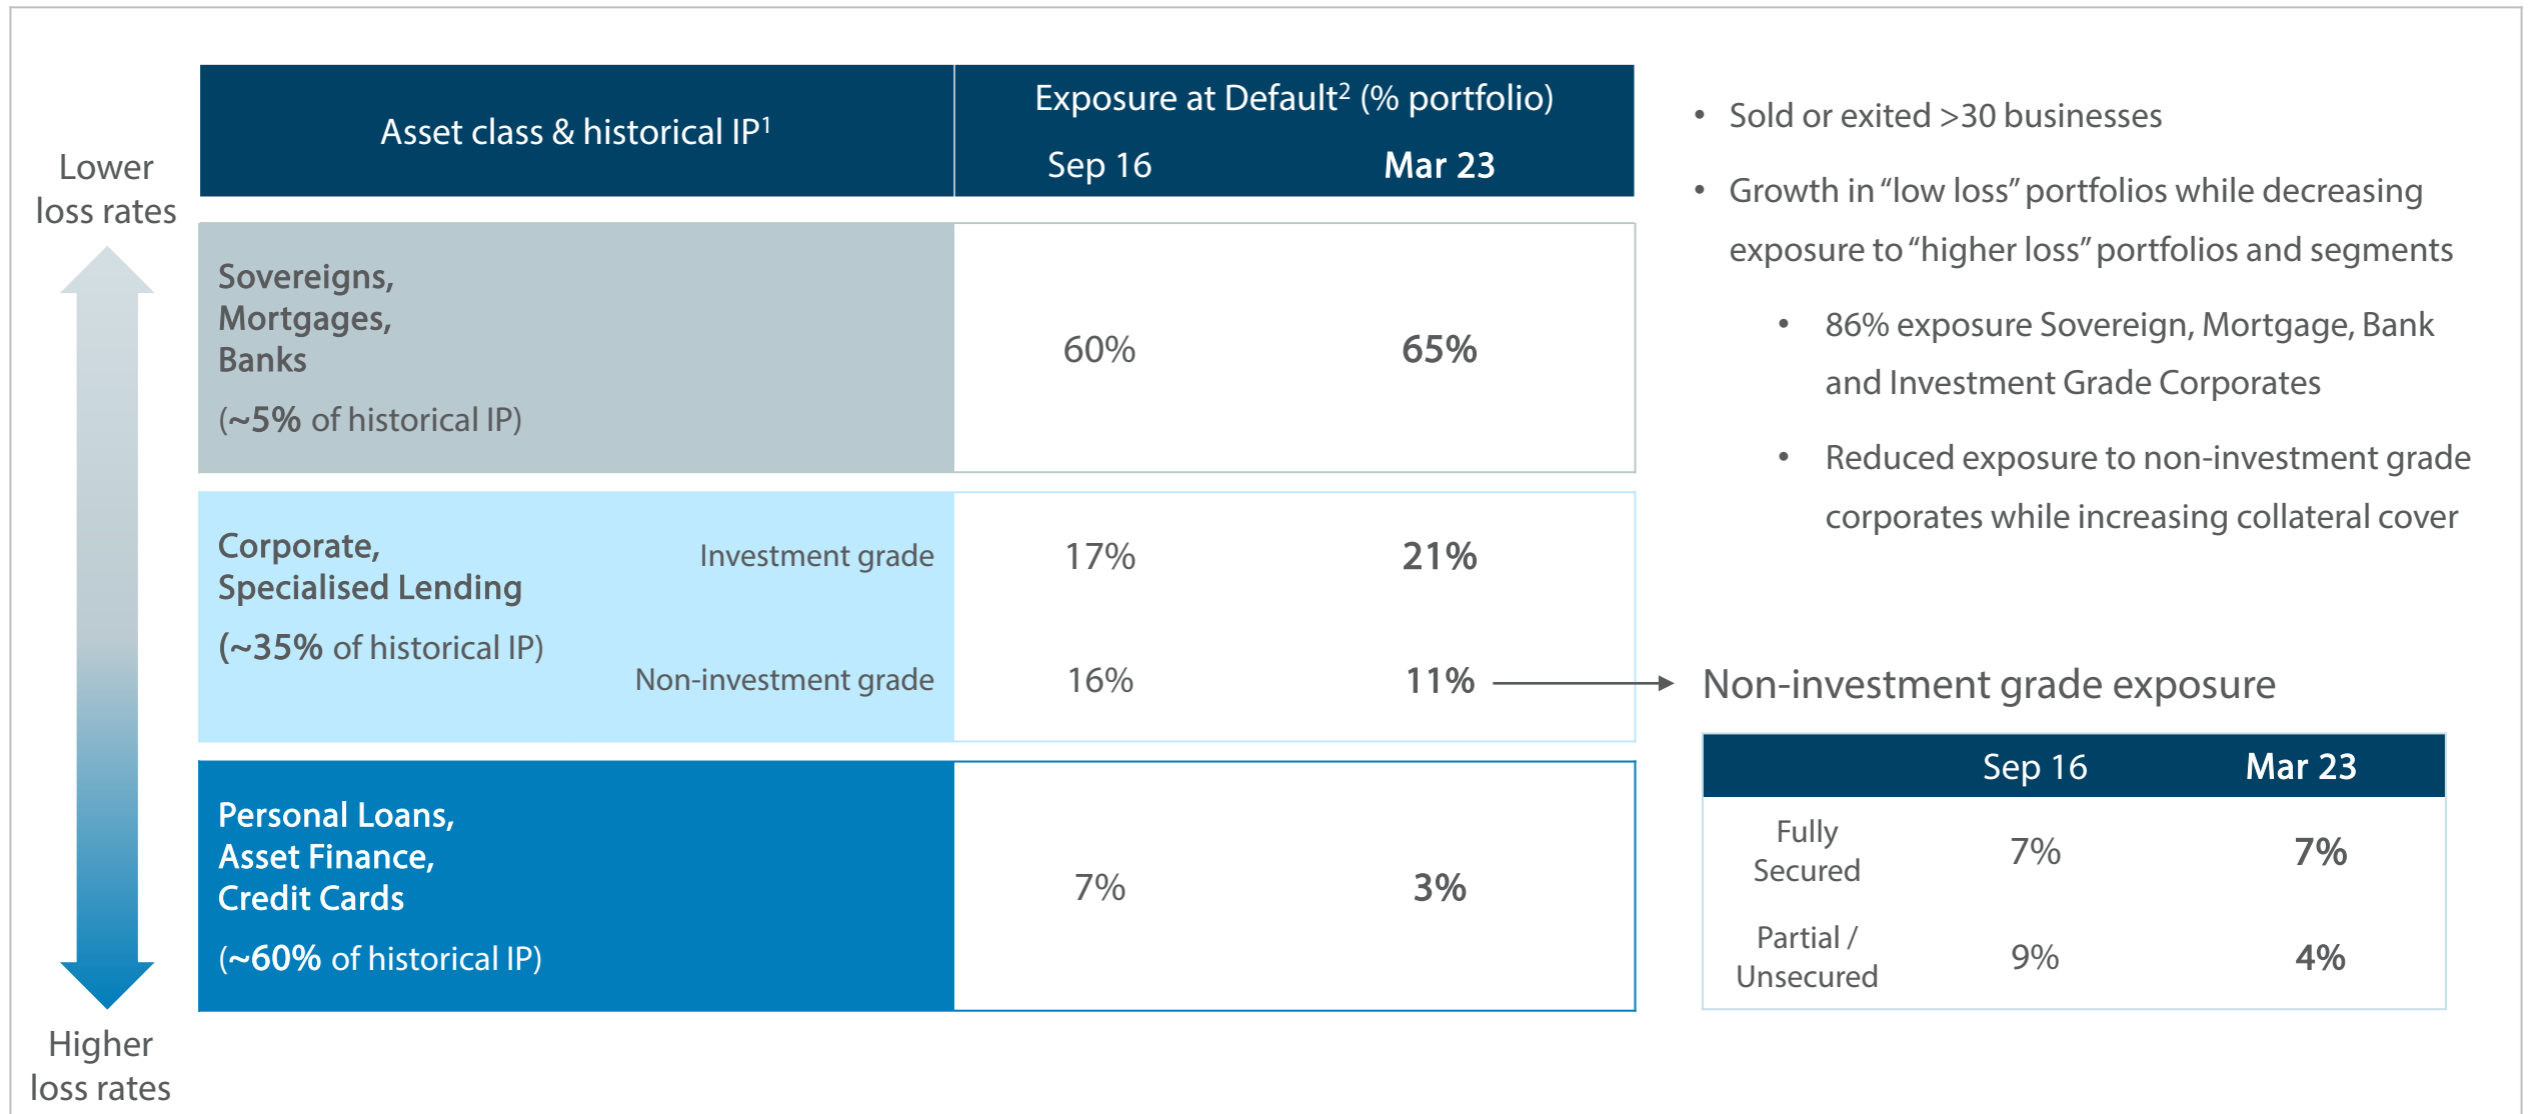 Lower
loss rates
Higher
loss rates
Asset class & historical IP1
Exposure at Default2 (% portfolio)
Sep 16 Mar 23
Sovereigns,
Mortgages,
Banks
(~5% of historical IP)
60% 65%
Corporate,
Specialised Lending
(~35% of historical IP)
Investment grade 17% 21%
Non-investment grade 16% 11%
Personal Loans,
Asset Finance,
Credit Cards
(~60% of historical IP)
7% 3%
• Sold or exited >30 businesses
• Growth in “low loss” portfolios while decreasing
exposure to “higher loss” portfolios and segments
• 86% exposure Sovereign, Mortgage, Bank
and Investment Grade Corporates
• Reduced exposure to non-investment grade
corporates while increasing collateral cover
Non-investment grade exposure
Sep 16 Mar 23
Fully
Secured
7% 7%
Partial /
Unsecured
9% 4%